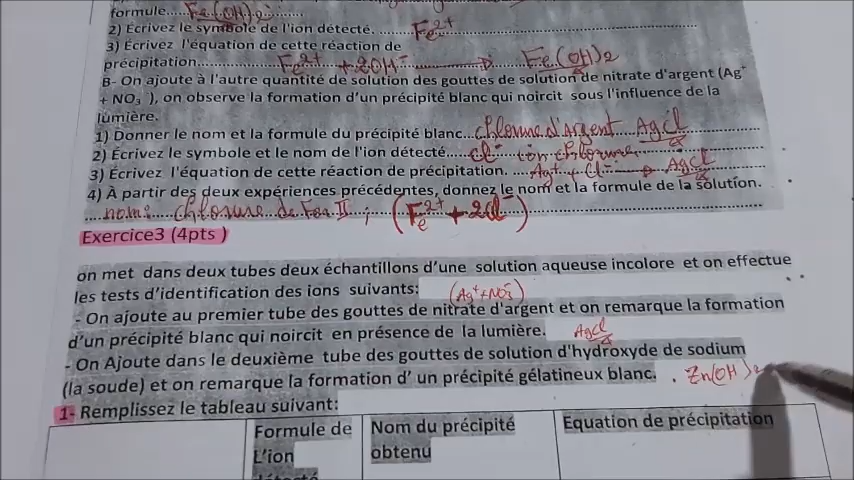 formule....Fe(OH)2............
2) Écrivez le symbole de l'ion détecté. ......Fe2+......
3) Écrivez l'équation de cette réaction de
précipitation............Fe2+ + 2OH- → Fe(OH)2
B- On ajoute à l'autre quantité de solution des gouttes de solution de nitrate d'argent (Ag+
+ NO3-), on observe la formation d'un précipité blanc qui noircit sous l'influence de la
lumière.
1) Donner le nom et la formule du précipité blanc...chlorure d'Argent....AgCl
2) Écrivez le symbole et le nom de l'ion détecté.....Cl-.....ion chlorure......
3) Écrivez l'équation de cette réaction de précipitation. ....Ag+ + Cl- → AgCl
4) À partir des deux expériences précédentes, donnez le nom et la formule de la solution.
....nom: Chlorure de Fer II ; (Fe2+ + 2Cl-)
Exercice3 (4pts )
on met dans deux tubes deux échantillons d'une solution aqueuse incolore et on effectue
les tests d'identification des ions suivants: (Ag+ + NO3-)
- On ajoute au premier tube des gouttes de nitrate d'argent et on remarque la formation
d'un précipité blanc qui noircit en présence de la lumière. AgCl
- On Ajoute dans le deuxième tube des gouttes de solution d'hydroxyde de sodium
(la soude) et on remarque la formation d' un précipité gélatineux blanc. . Zn(OH)2
1- Remplissez le tableau suivant:
Formule de Nom du précipité Equation de précipitation
L'ion obtenu